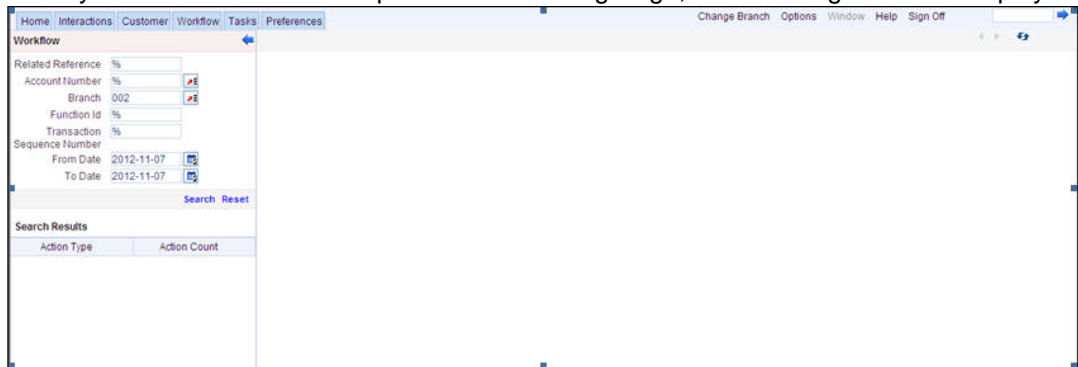 Home Interactions Customer Workflow Tasks Preferences Change Branch Options Window Help Sign Off
Workflow
Related Reference %
Account Number %
Branch 002
Function Id %
Transaction %
Sequence Number
From Date 2012-11-07
To Date 2012-11-07
Search Reset
Search Results
Action Type Action Count